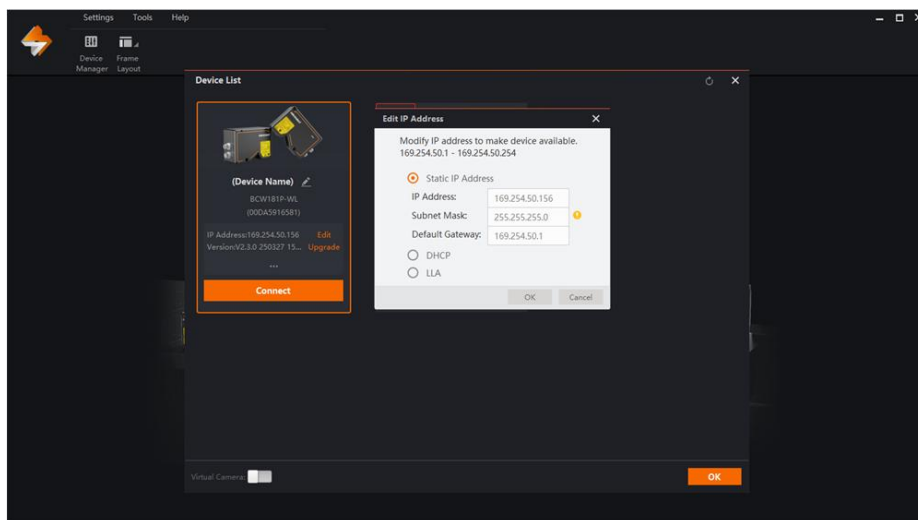 Settings Tools Help
Device Manager
Frame Layout
Device List
(Device Name)
BCW181P-WL
(00DA5916581)
IP Address:169.254.50.156 Edit
Version:V2.3.0 250327 15... Upgrade
...
Connect
Edit IP Address
Modify IP address to make device available.
169.254.50.1 - 169.254.50.254
Static IP Address
IP Address: 169.254.50.156
Subnet Mask: 255.255.255.0
Default Gateway: 169.254.50.1
DHCP
LLA
OK Cancel
Virtual Camera:
OK